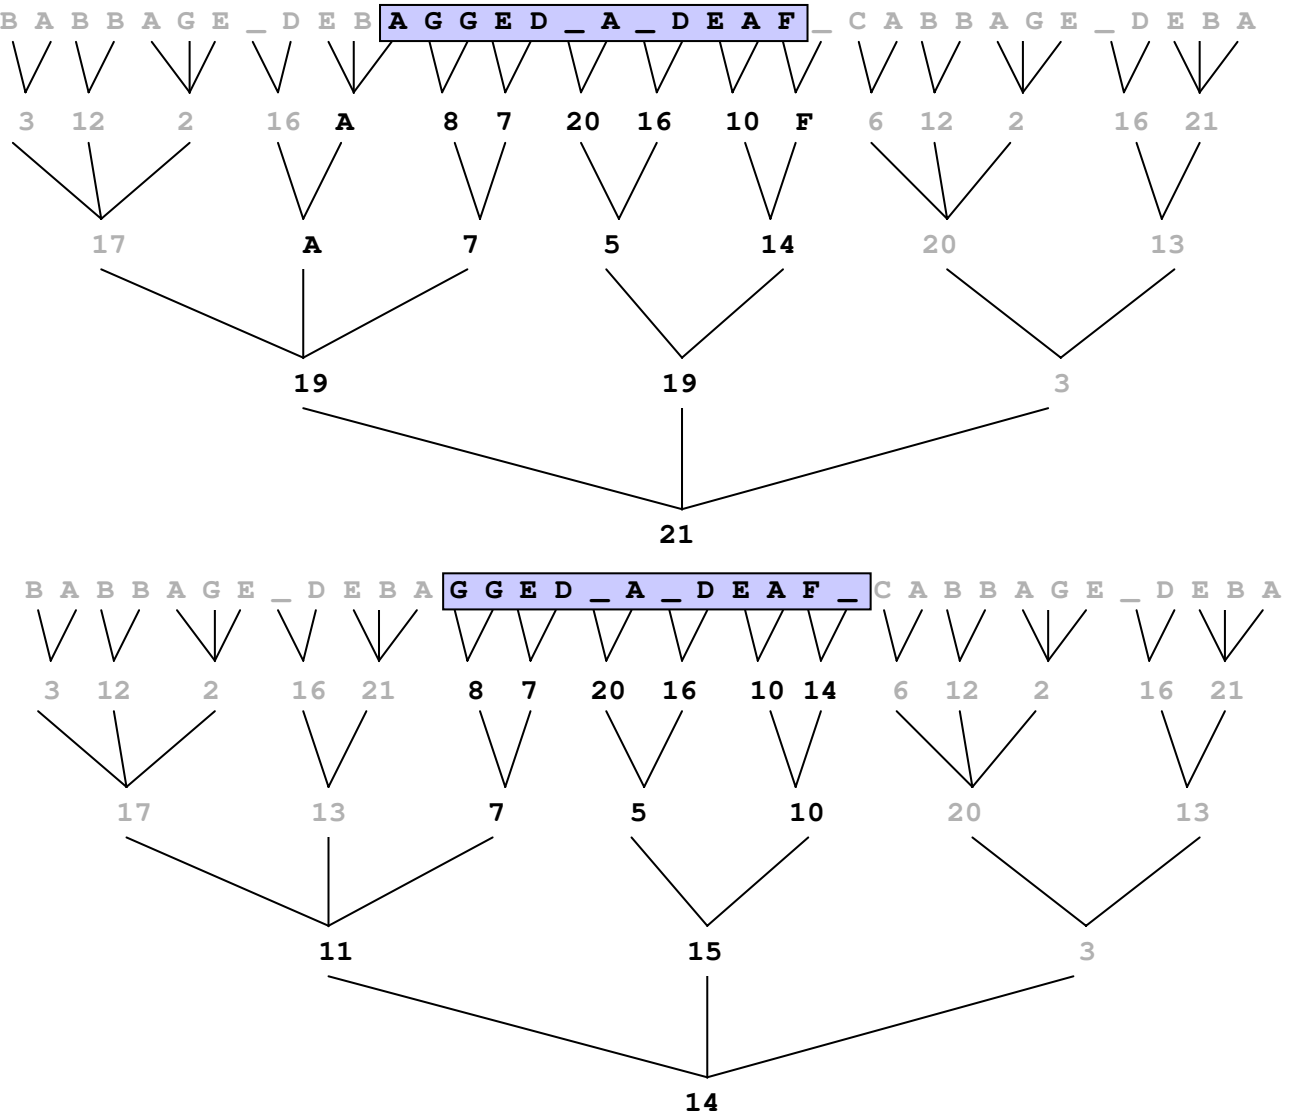 B A B B A G E _ D E B A G G E D _ A _ D E A F _ C A B B A G E _ D E B A
3 12 2 16 A 8 7 20 16 10 F 6 12 2 16 21
17 A 7 5 14 20 13
19 19 3
21
B A B B A G E _ D E B A G G E D _ A _ D E A F _ C A B B A G E _ D E B A
3 12 2 16 21 8 7 20 16 10 14 6 12 2 16 21
17 13 7 5 10 20 13
11 15 3
14